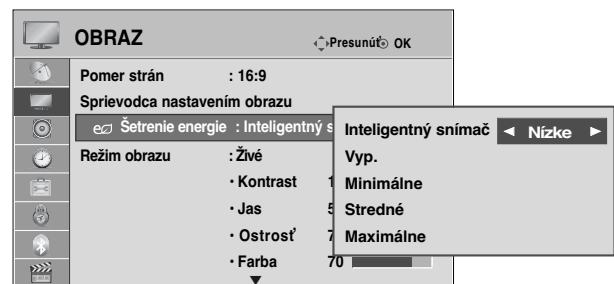 OBRAZ
Presunúť OK
Pomer strán : 16:9
Sprievodca nastavením obrazu
Šetrenie energie : Inteligentný s
Režim obrazu : Živé
• Kontrast 1
• Jas 5
• Ostrosť 7
• Farba 70
Inteligentný snímač ◄ Nízke ►
Vyp.
Minimálne
Stredné
Maximálne